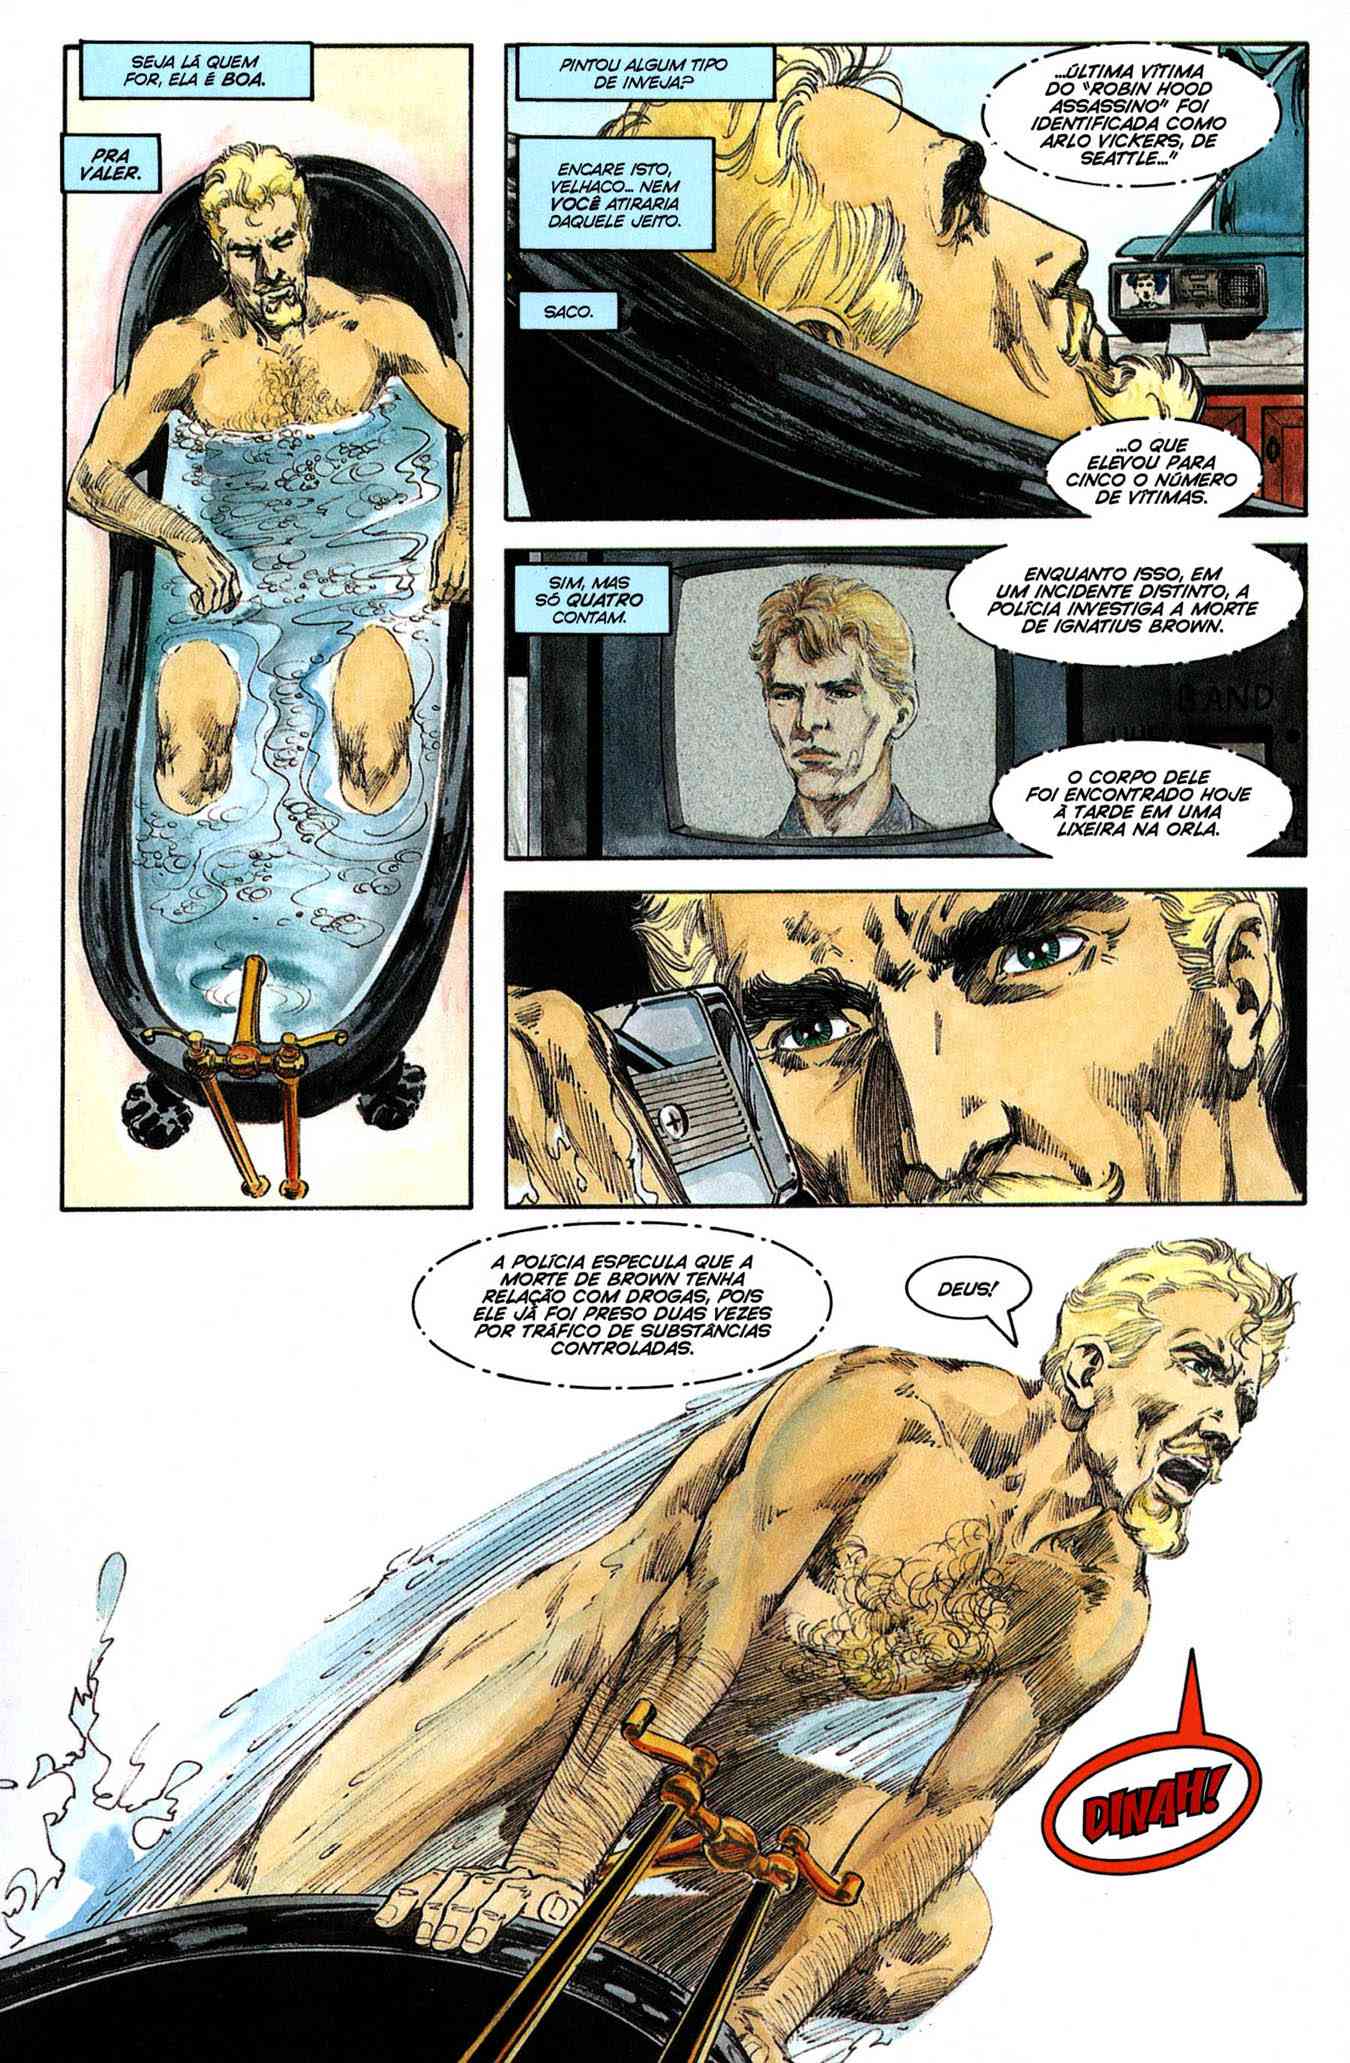 SEJA LÁ QUEM
FOR, ELA É BOA.
PRA
VALER.
PINTOU ALGUM TIPO
DE INVEJA?
...ÚLTIMA VÍTIMA
DO "ROBIN HOOD
ASSASSINO" FOI
IDENTIFICADA COMO
ARLO VICKERS, DE
SEATTLE..."
ENCARE ISTO,
VELHACO... NEM
VOCÊ ATIRARIA
DAQUELE JEITO.
SACO.
...O QUE
ELEVOU PARA
CINCO O NÚMERO
DE VÍTIMAS.
SIM, MAS
SÓ QUATRO
CONTAM.
ENQUANTO ISSO, EM
UM INCIDENTE DISTINTO, A
POLÍCIA INVESTIGA A MORTE
DE IGNATIUS BROWN.
BAND
O CORPO DELE
FOI ENCONTRADO HOJE
À TARDE EM UMA
LIXEIRA NA ORLA.
A POLÍCIA ESPECULA QUE A
MORTE DE BROWN TENHA
RELAÇÃO COM DROGAS, POIS
ELE JÁ FOI PRESO DUAS VEZES
POR TRÁFICO DE SUBSTÂNCIAS
CONTROLADAS.
DEUS!
DINAH!